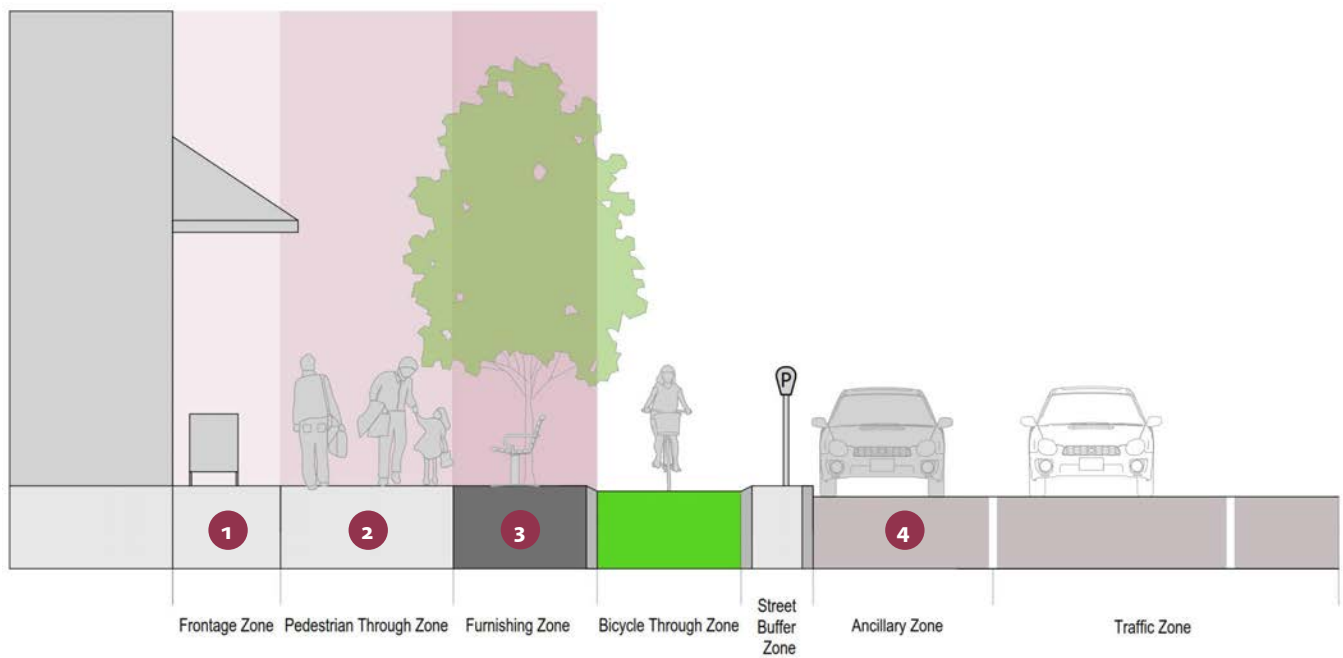 P
1
2
3
4
Frontage Zone
Pedestrian Through Zone
Furnishing Zone
Bicycle Through Zone
Street
Buffer
Zone
Ancillary Zone
Traffic Zone